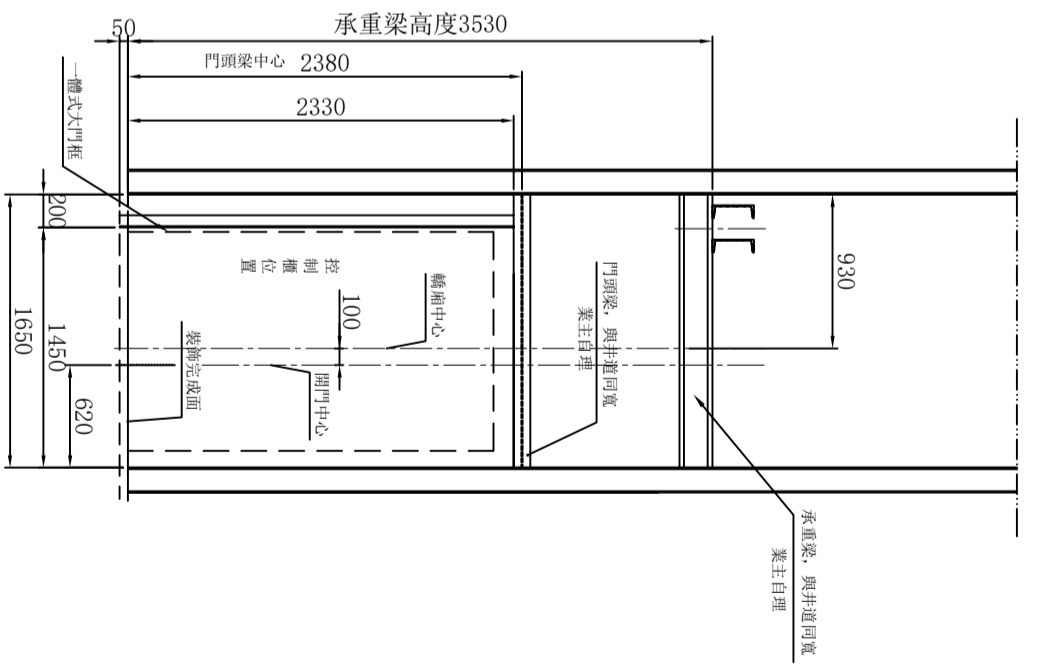 承重梁高度3530
50
門頭梁中心 2380
2330
一體式大門框
200
930
控制櫃位置
轎廂中心
100
門頭梁，與井道同寬
業主自理
1650
1450
裝飾完成面
開門中心
620
承重梁，與井道同寬
業主自理